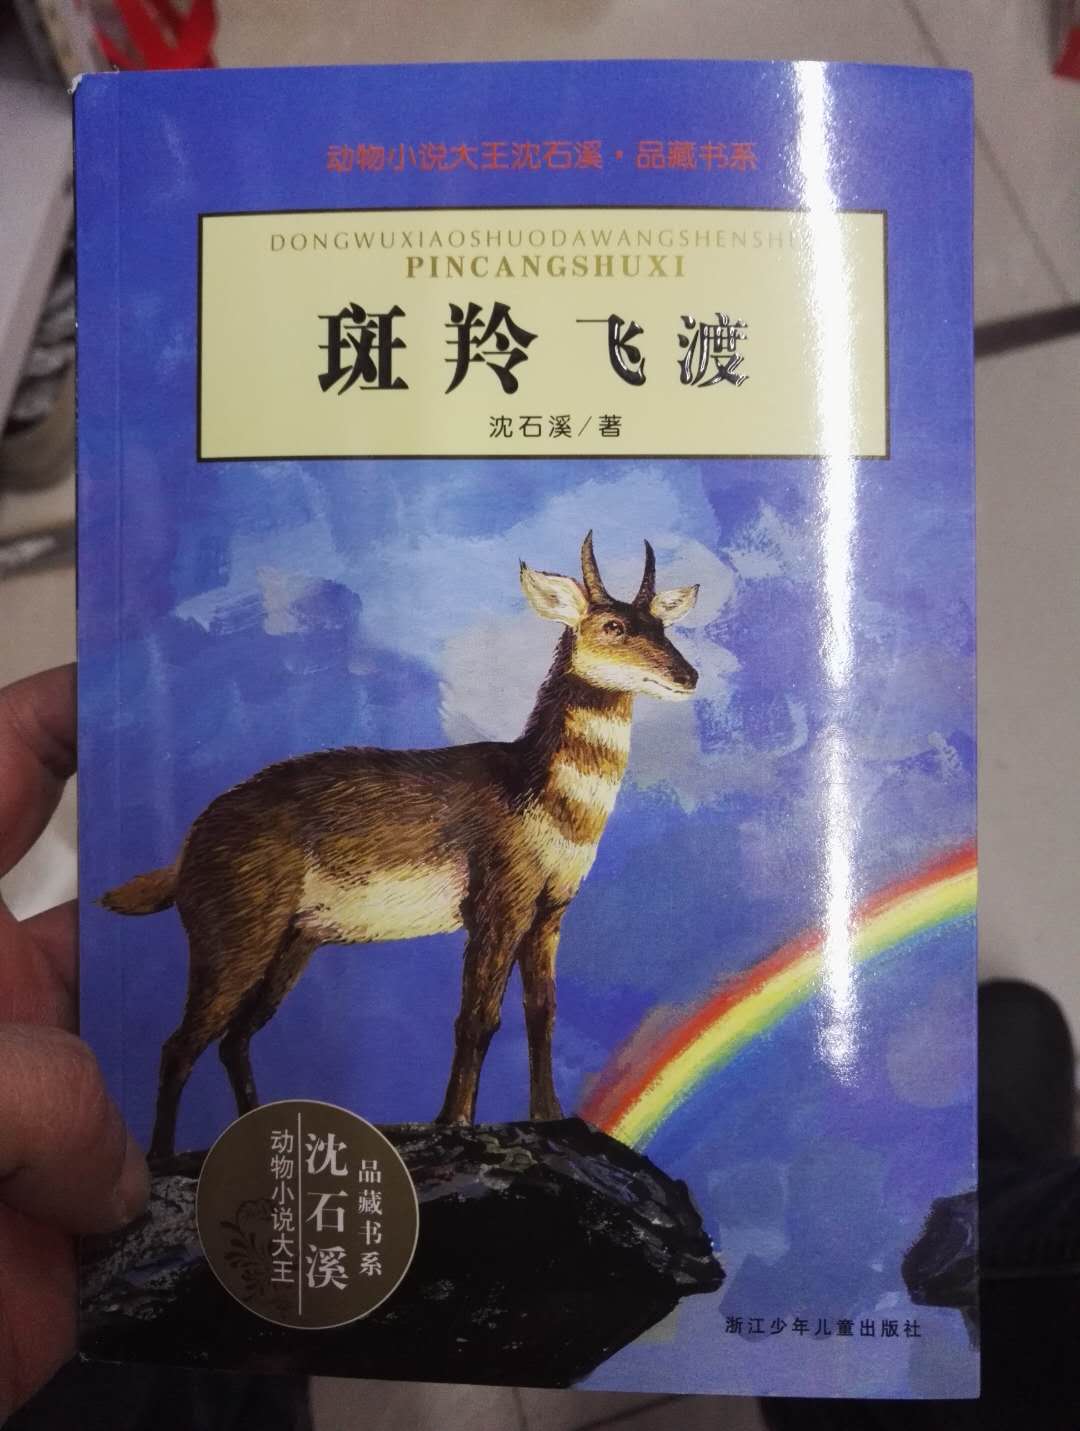 动物小说大王沈石溪·品藏书系
DONGWUXIAOSHUODAWANGSHENSHI
PINCANGSHUXI
斑羚飞渡
沈石溪/著
品藏书系
沈石溪
动物小说大王
浙江少年儿童出版社